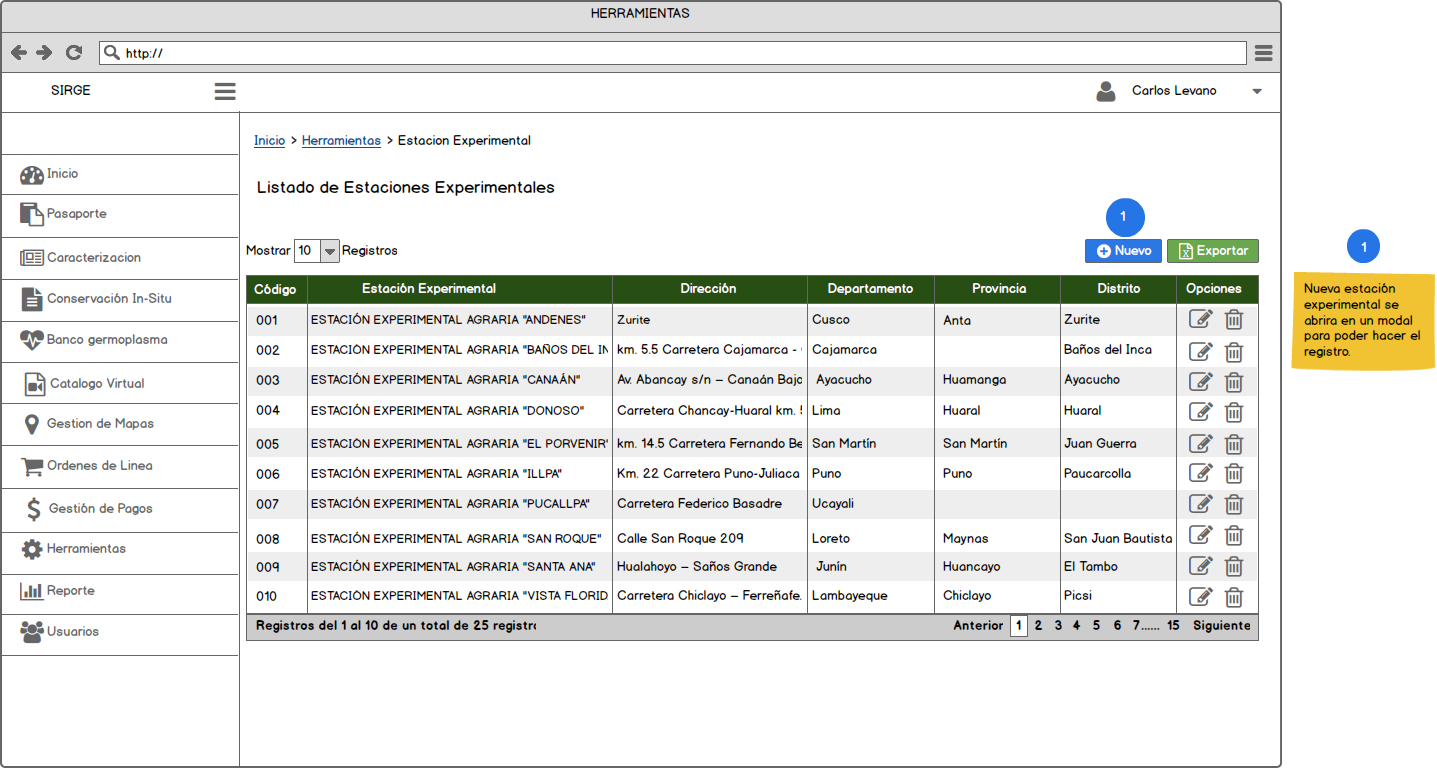 HERRAMIENTAS
http://
SIRGE
Carlos Levano
Inicio > Herramientas > Estacion Experimental
Listado de Estaciones Experimentales
Inicio
Pasaporte
Caracterizacion
Conservación In-Situ
Banco germoplasma
Catalogo Virtual
Gestion de Mapas
Ordenes de Linea
Gestión de Pagos
Herramientas
Reporte
Usuarios
1
Mostrar 10 Registros
Nuevo
Exportar
Código Estación Experimental Dirección Departamento Provincia Distrito Opciones
001 ESTACIÓN EXPERIMENTAL AGRARIA "ANDENES" Zurite Cusco Anta Zurite
002 ESTACIÓN EXPERIMENTAL AGRARIA "BAÑOS DEL IN km. 5.5 Carretera Cajamarca - Cajamarca Baños del Inca
003 ESTACIÓN EXPERIMENTAL AGRARIA "CANAÁN" Av. Abancay s/n – Canaán Bajo Ayacucho Huamanga Ayacucho
004 ESTACIÓN EXPERIMENTAL AGRARIA "DONOSO" Carretera Chancay-Huaral km. Lima Huaral Huaral
005 ESTACIÓN EXPERIMENTAL AGRARIA "EL PORVENIR" km. 14.5 Carretera Fernando Be San Martín San Martín Juan Guerra
006 ESTACIÓN EXPERIMENTAL AGRARIA "ILLPA" Km. 22 Carretera Puno-Juliaca Puno Puno Paucarcolla
007 ESTACIÓN EXPERIMENTAL AGRARIA "PUCALLPA" Carretera Federico Basadre Ucayali
008 ESTACIÓN EXPERIMENTAL AGRARIA "SAN ROQUE" Calle San Roque 209 Loreto Maynas San Juan Bautista
009 ESTACIÓN EXPERIMENTAL AGRARIA "SANTA ANA" Hualahoyo – Saños Grande Junín Huancayo El Tambo
010 ESTACIÓN EXPERIMENTAL AGRARIA "VISTA FLORID Carretera Chiclayo – Ferreñafe. Lambayeque Chiclayo Picsi
Registros del 1 al 10 de un total de 25 registro
Anterior 1 2 3 4 5 6 7...... 15 Siguiente
1
Nueva estación
experimental se
abrira en un modal
para poder hacer el
registro.